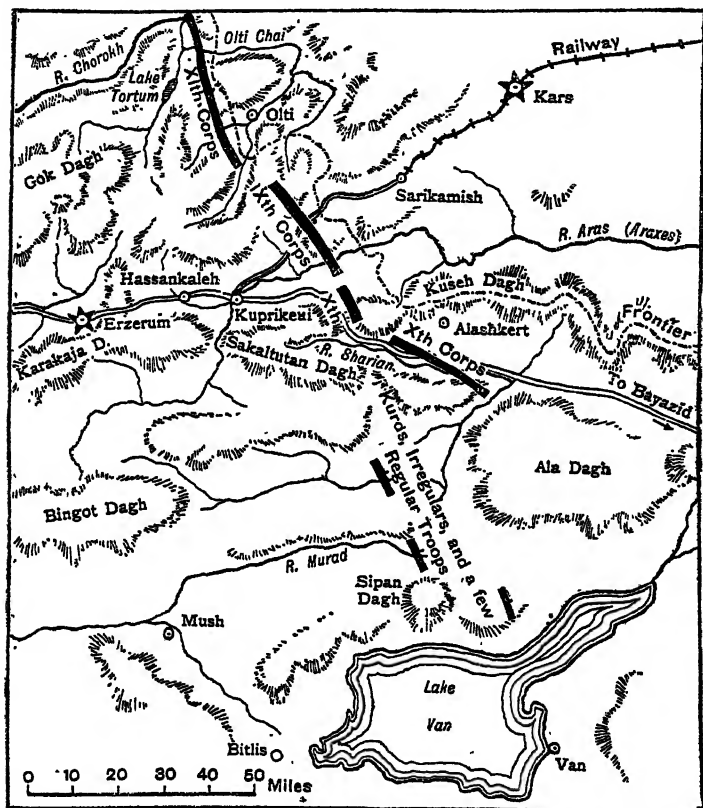 Olti Chai
Railway
R. Chorokh
Lake
Tortum
XIth Corps
Kars
Olti
Gök Dagh
Sarikamish
IXth Corps
R. Aras (Araxes)
Hassankaleh
Kuseh Dagh
Frontier
Erzerum
Kuprikeui
Xth
Alashkert
Xth Corps
Karakaja D.
Sakaltutan Dagh
R. Sharian
To Bayazid
Kurds, Irregulars, and a few
Regular Troops
Ala Dagh
Bingot Dagh
R. Murad
Sipan
Dagh
Mush
Lake
Van
Bitlis
Van
0 10 20 30 40 50
Miles